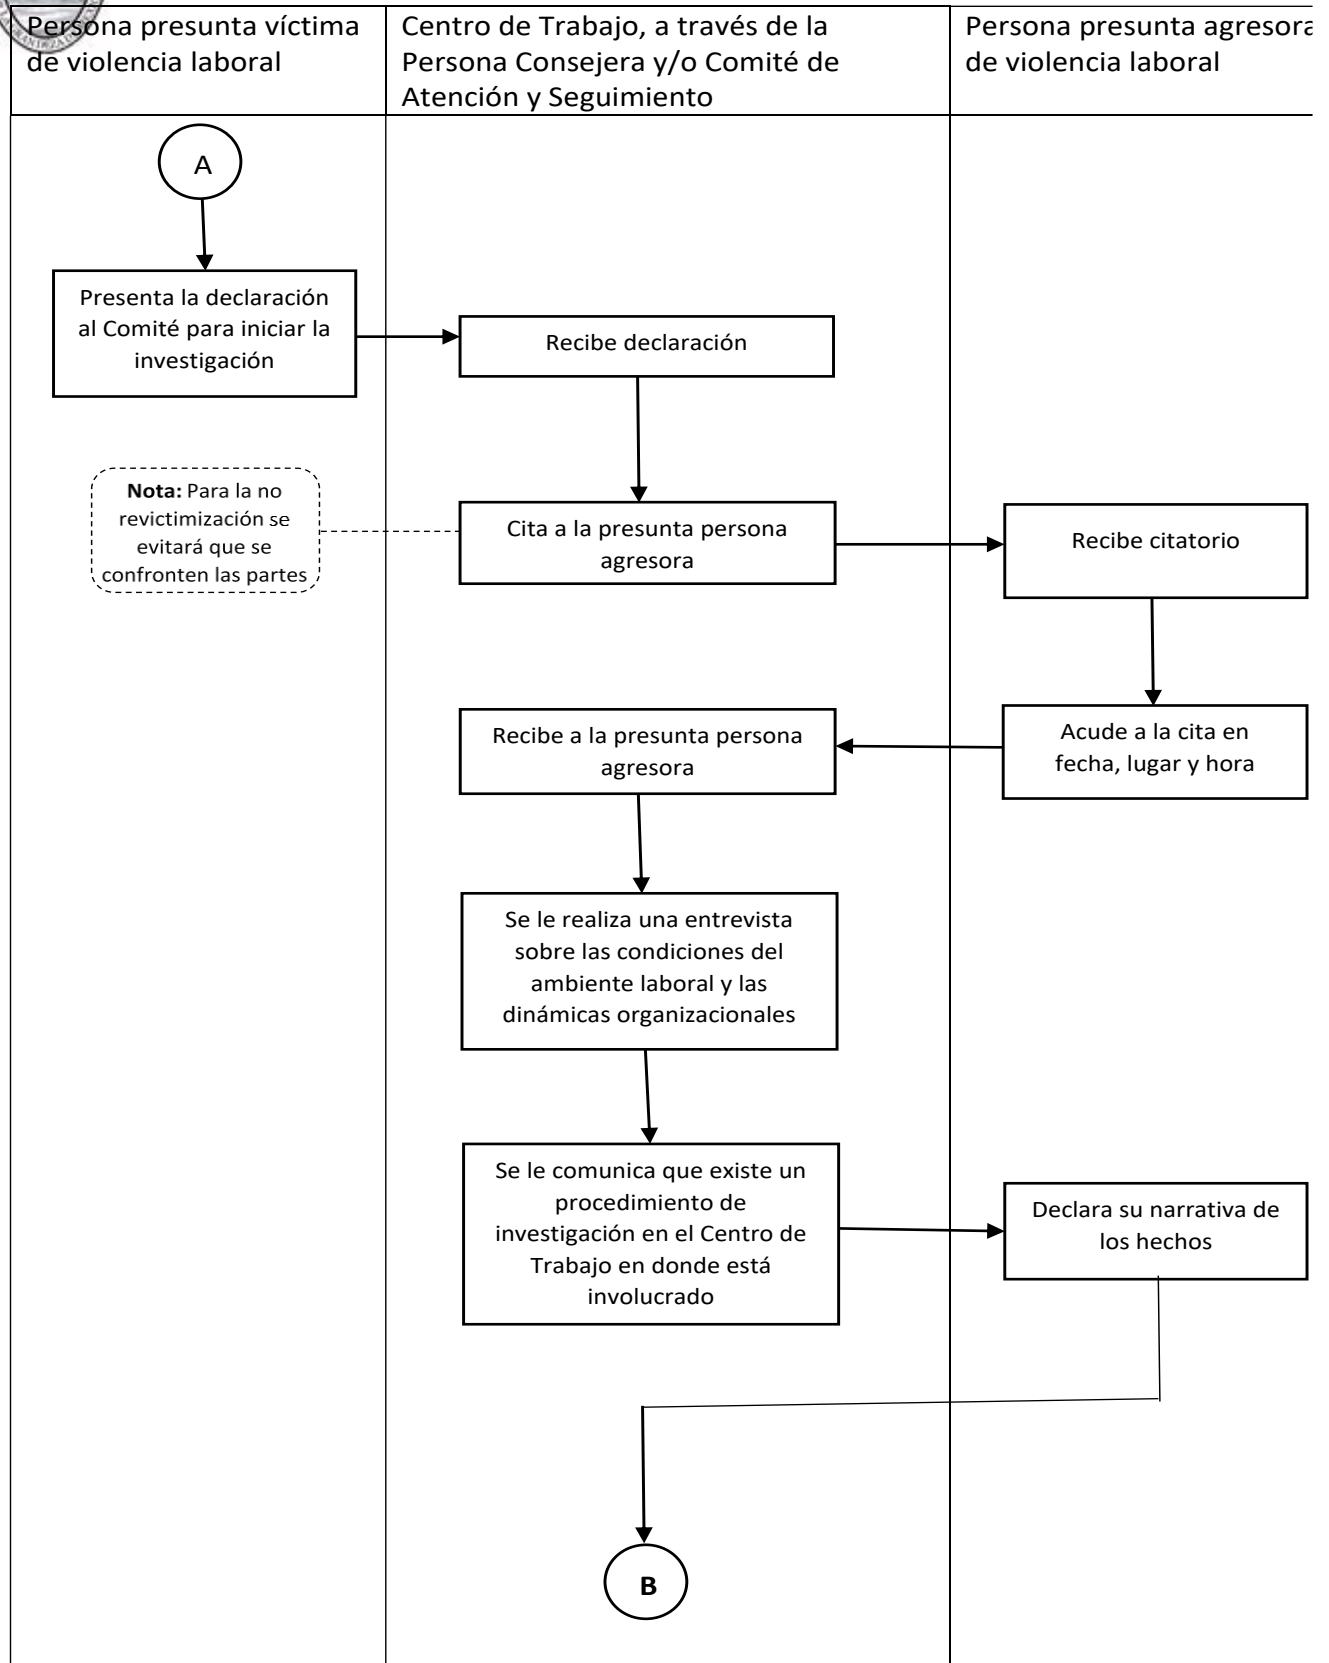 Persona presunta víctima
de violencia laboral
Centro de Trabajo, a través de la
Persona Consejera y/o Comité de
Atención y Seguimiento
Persona presunta agresora
de violencia laboral
A
Presenta la declaración
al Comité para iniciar la
investigación
Recibe declaración
Nota: Para la no
revictimización se
evitará que se
confronten las partes
Cita a la presunta persona
agresora
Recibe citatorio
Acude a la cita en
fecha, lugar y hora
Recibe a la presunta persona
agresora
Se le realiza una entrevista
sobre las condiciones del
ambiente laboral y las
dinámicas organizacionales
Se le comunica que existe un
procedimiento de
investigación en el Centro de
Trabajo en donde está
involucrado
Declara su narrativa de
los hechos
B